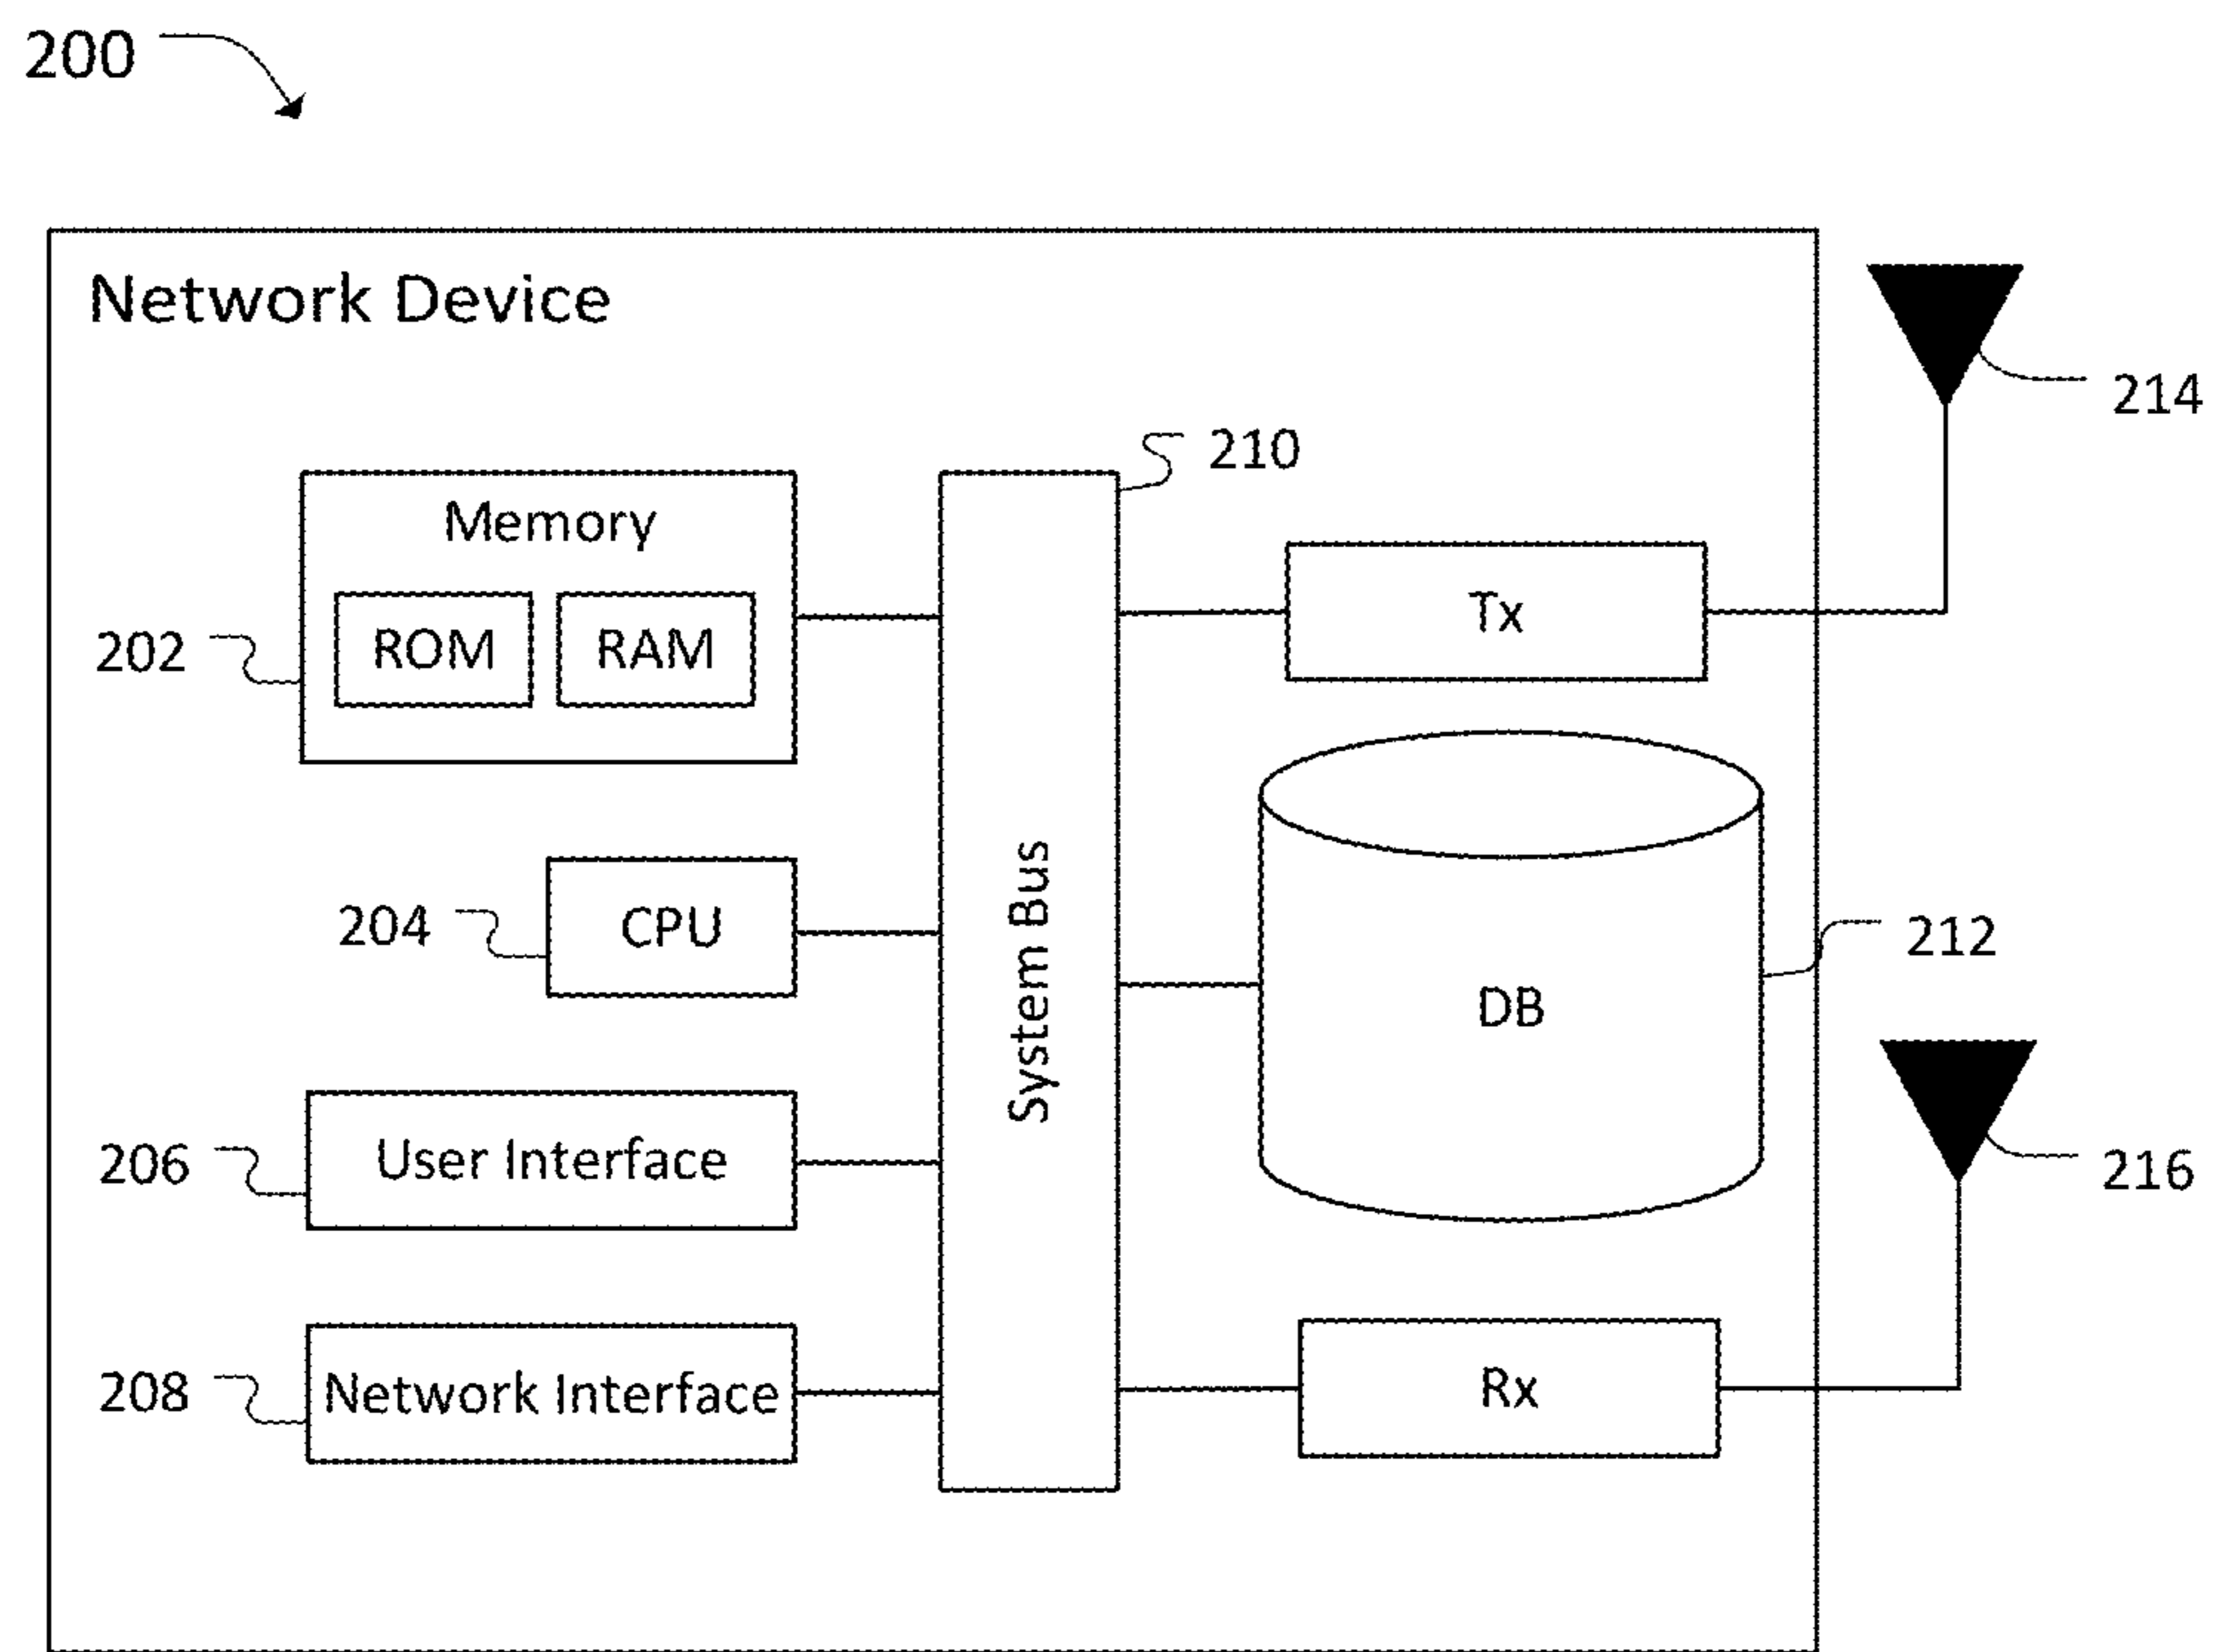 200
Network Device
214
210
Memory
Tx
202
ROM
RAM
204
CPU
System Bus
212
DB
206
User Interface
216
208
Network Interface
Rx